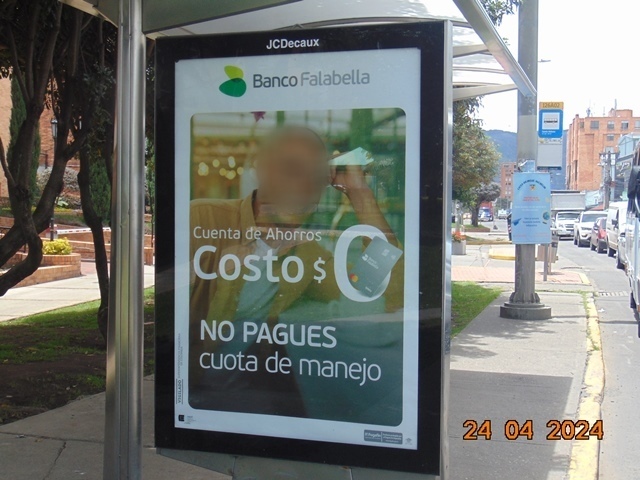 JCDecaux
Banco Falabella
Cuenta de Ahorros
Costo $ 0
NO PAGUES
cuota de manejo
24 04 2024